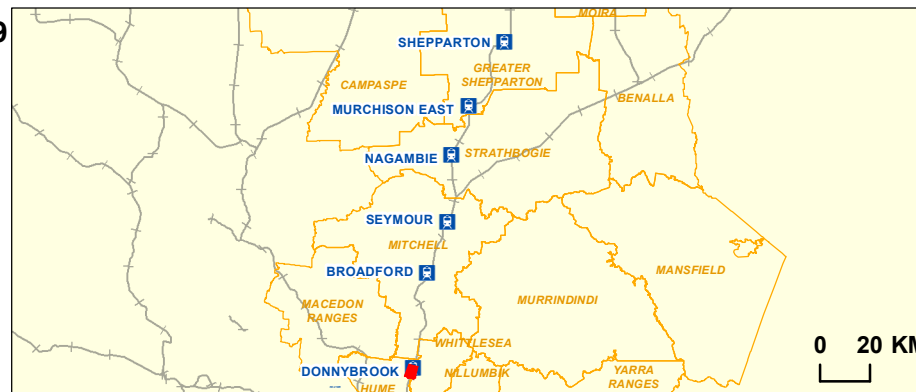 9
MOIRA
SHEPPARTON
GREATER
SHEPPARTON
CAMPASPE
BENALLA
MURCHISON EAST
NAGAMBIE
STRATHBOGIE
SEYMOUR
MITCHELL
BROADFORD
MANSFIELD
MURRINDINDI
MACEDON
RANGES
WHITTLESEA
0 20 KM
DONNYBROOK
NILLUMBIK
YARRA
RANGES
HUME